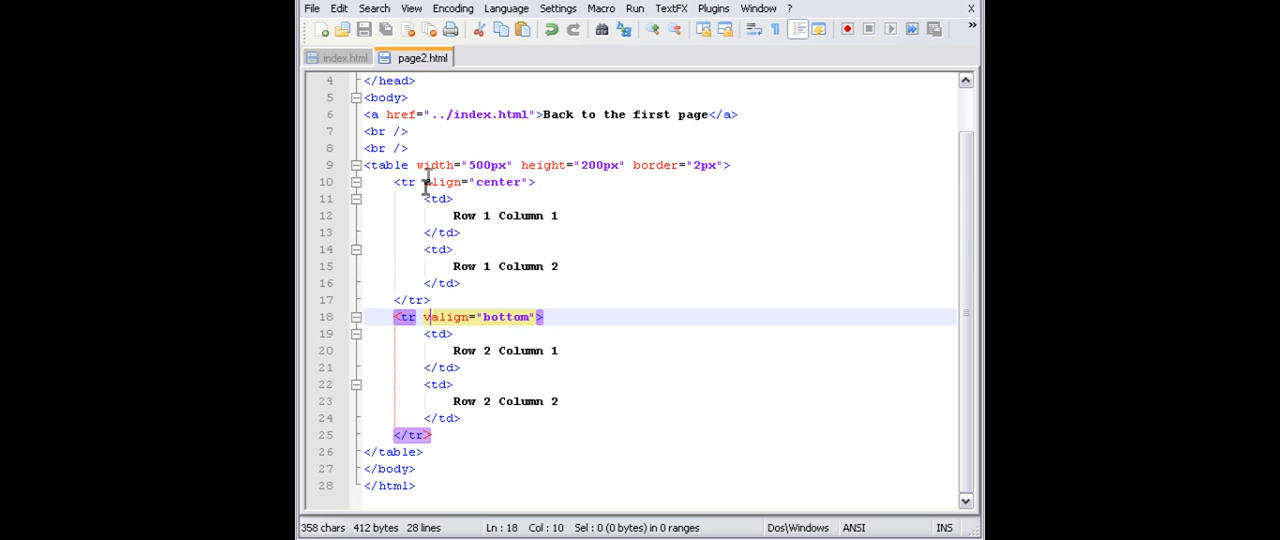 File Edit Search View Encoding Language Settings Macro Run TextFX Plugins Window ? X
index.html page2.html
4 </head>
5 <body>
6 <a href="../index.html">Back to the first page</a>
7 <br />
8 <br />
9 <table width="500px" height="200px" border="2px">
10 <tr align="center">
11 <td>
12 Row 1 Column 1
13 </td>
14 <td>
15 Row 1 Column 2
16 </td>
17 </tr>
18 <tr valign="bottom">
19 <td>
20 Row 2 Column 1
21 </td>
22 <td>
23 Row 2 Column 2
24 </td>
25 </tr>
26 </table>
27 </body>
28 </html>
358 chars 412 bytes 28 lines Ln : 18 Col : 10 Sel : 0 (0 bytes) in 0 ranges Dos\Windows ANSI INS